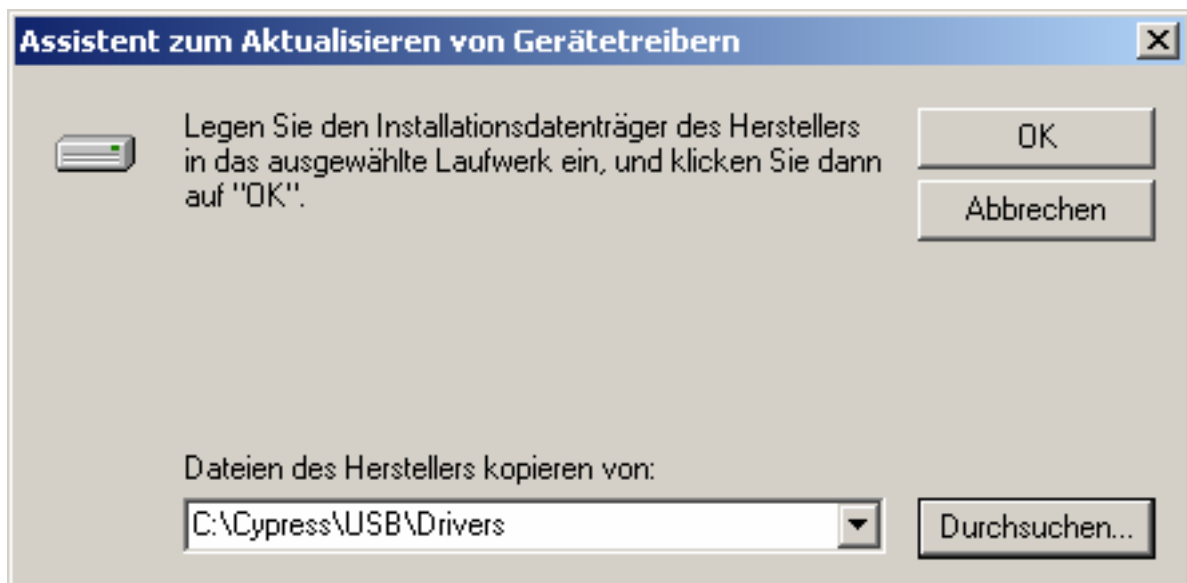 Assistent zum Aktualisieren von Gerätetreibern
Legen Sie den Installationsdatenträger des Herstellers
in das ausgewählte Laufwerk ein, und klicken Sie dann
auf "OK".
OK
Abbrechen
Dateien des Herstellers kopieren von:
C:\Cypress\USB\Drivers
Durchsuchen...